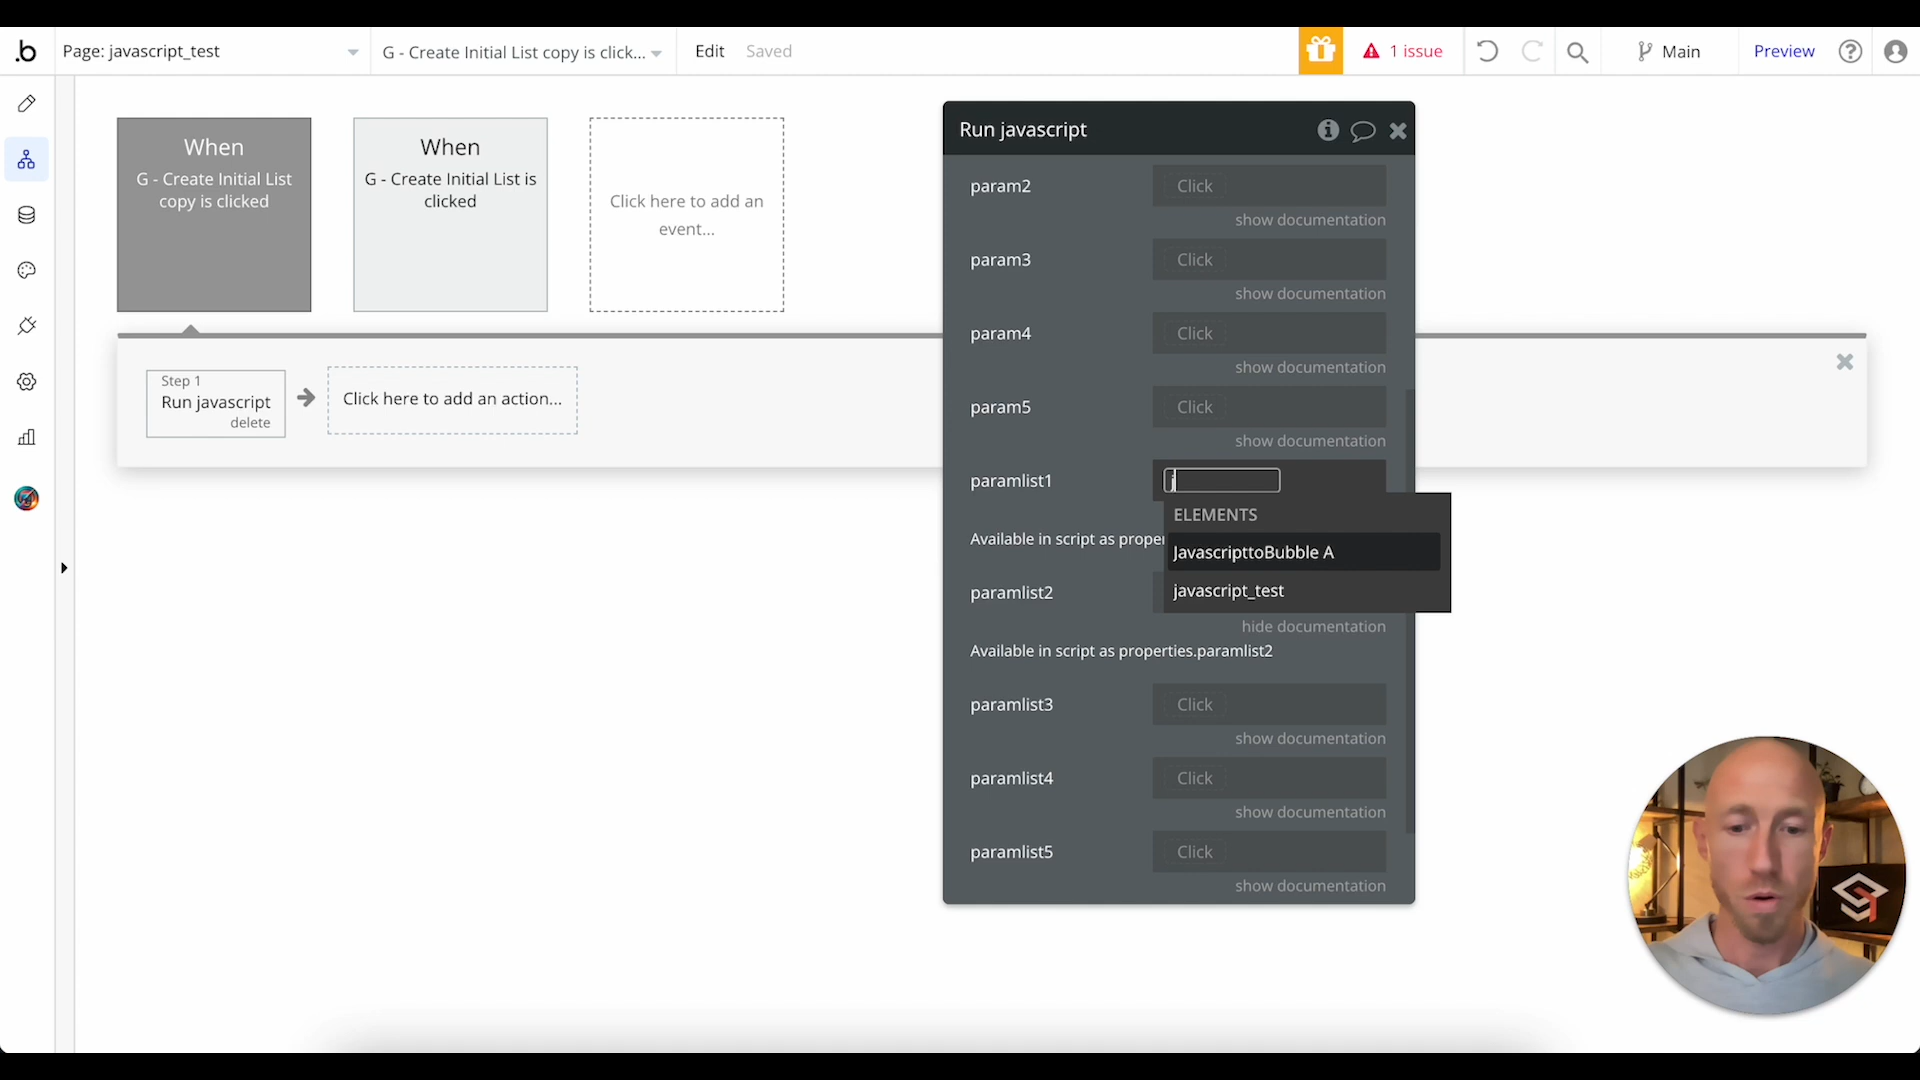 .b
Page: javascript_test
G - Create Initial List copy is click...
Edit
Saved
1 issue
Main
Preview
When
G - Create Initial List
copy is clicked
When
G - Create Initial List is
clicked
Click here to add an
event...
Step 1
Run javascript
delete
Click here to add an action...
Run javascript
param2
Click
show documentation
param3
Click
show documentation
param4
Click
show documentation
param5
Click
show documentation
paramlist1
j
ELEMENTS
Available in script as proper
JavascripttoBubble A
javascript_test
paramlist2
hide documentation
Available in script as properties.paramlist2
paramlist3
Click
show documentation
paramlist4
Click
show documentation
paramlist5
Click
show documentation